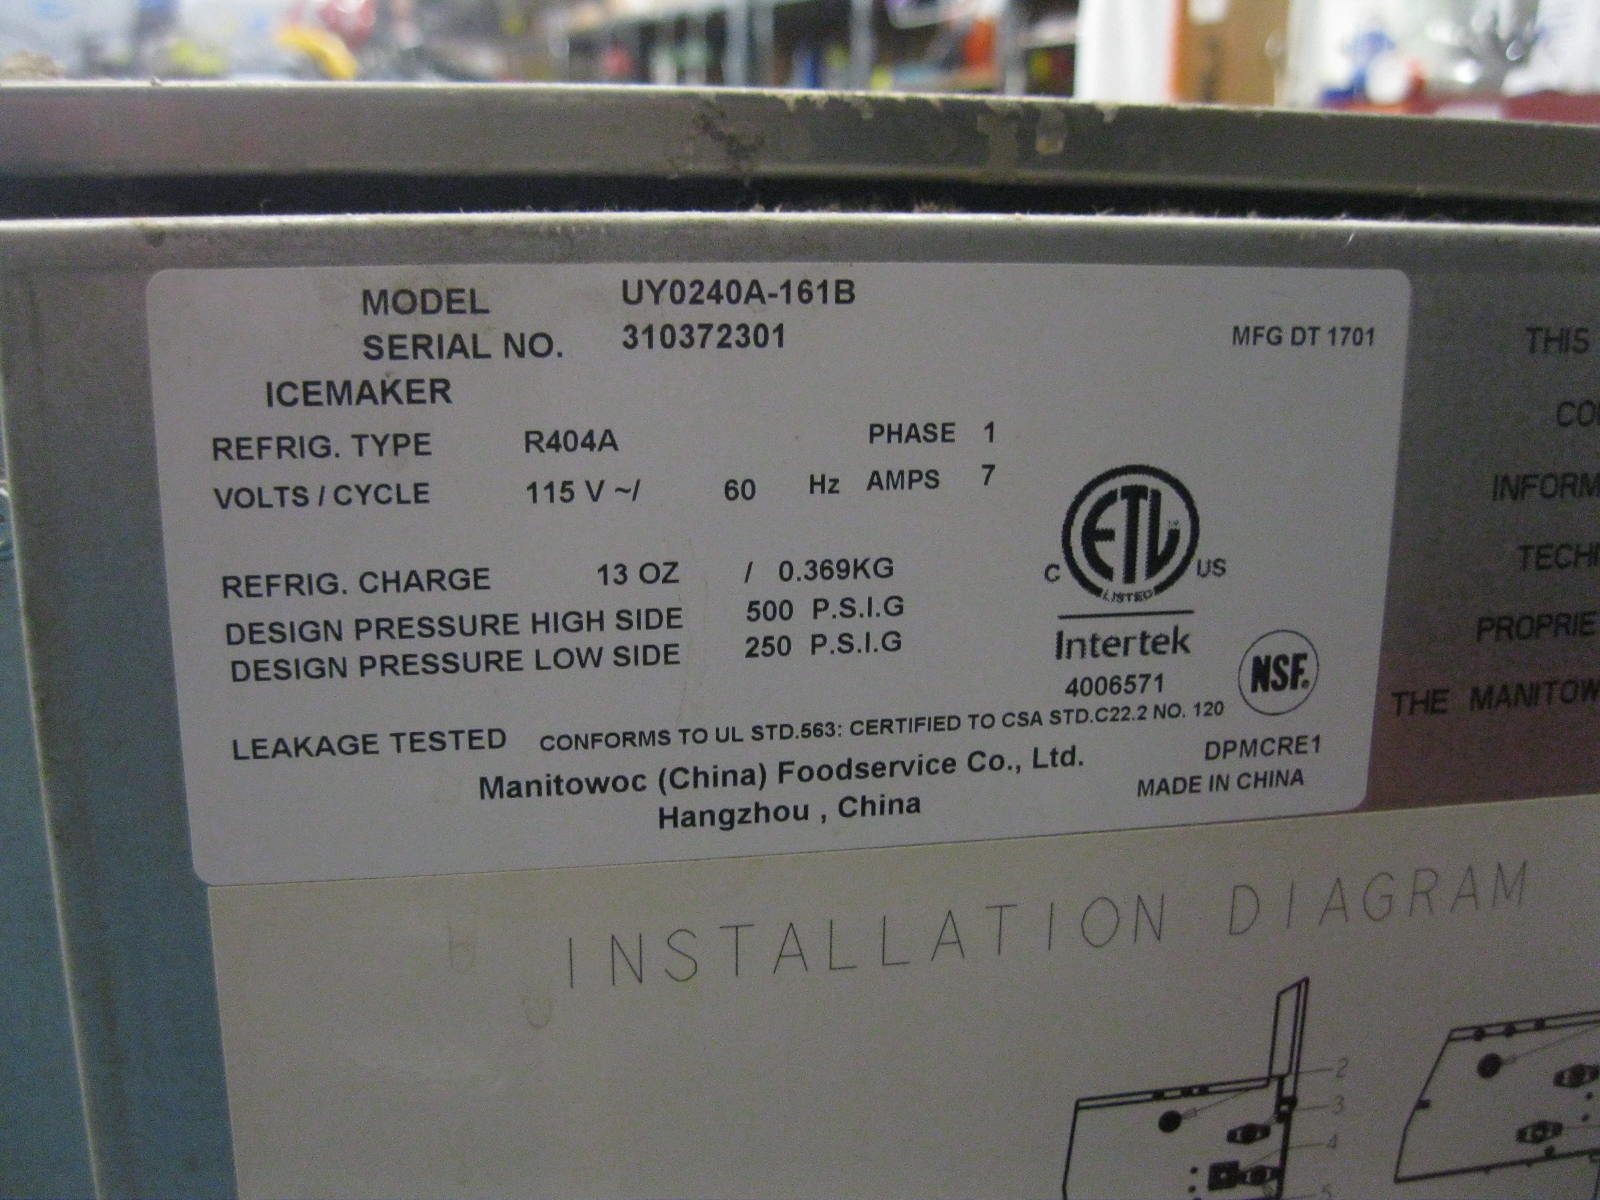 MODEL UY0240A-161B
SERIAL NO. 310372301
MFG DT 1701
ICEMAKER
REFRIG. TYPE R404A PHASE 1
VOLTS / CYCLE 115 V ~/ 60 Hz AMPS 7
REFRIG. CHARGE 13 OZ / 0.369KG
DESIGN PRESSURE HIGH SIDE 500 P.S.I.G
DESIGN PRESSURE LOW SIDE 250 P.S.I.G
C ETL US
LISTED
Intertek
4006571
NSF.
LEAKAGE TESTED CONFORMS TO UL STD.563: CERTIFIED TO CSA STD.C22.2 NO. 120
Manitowoc (China) Foodservice Co., Ltd. DPMCRE1
Hangzhou , China MADE IN CHINA
THIS
INSTALLATION DIAGRAM
2
3
4
5
THE